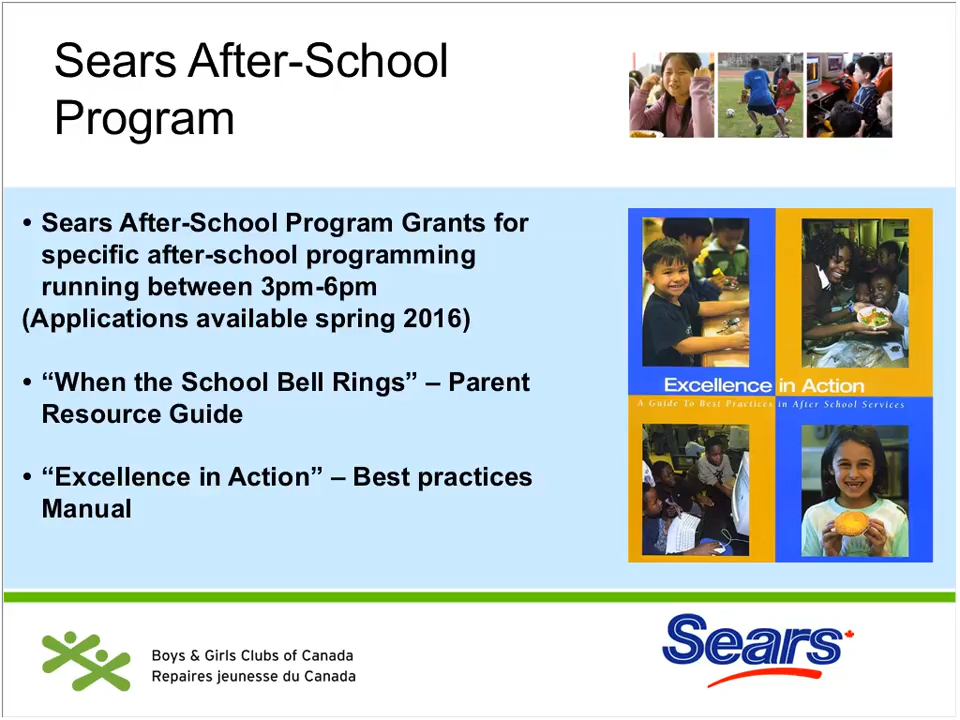 Sears After-School
Program
• Sears After-School Program Grants for
specific after-school programming
running between 3pm-6pm
(Applications available spring 2016)
• “When the School Bell Rings” – Parent
Resource Guide
• “Excellence in Action” – Best practices
Manual
Excellence in Action
A Guide To Best Practices in After School Services
Boys & Girls Clubs of Canada
Repaires jeunesse du Canada
Sears